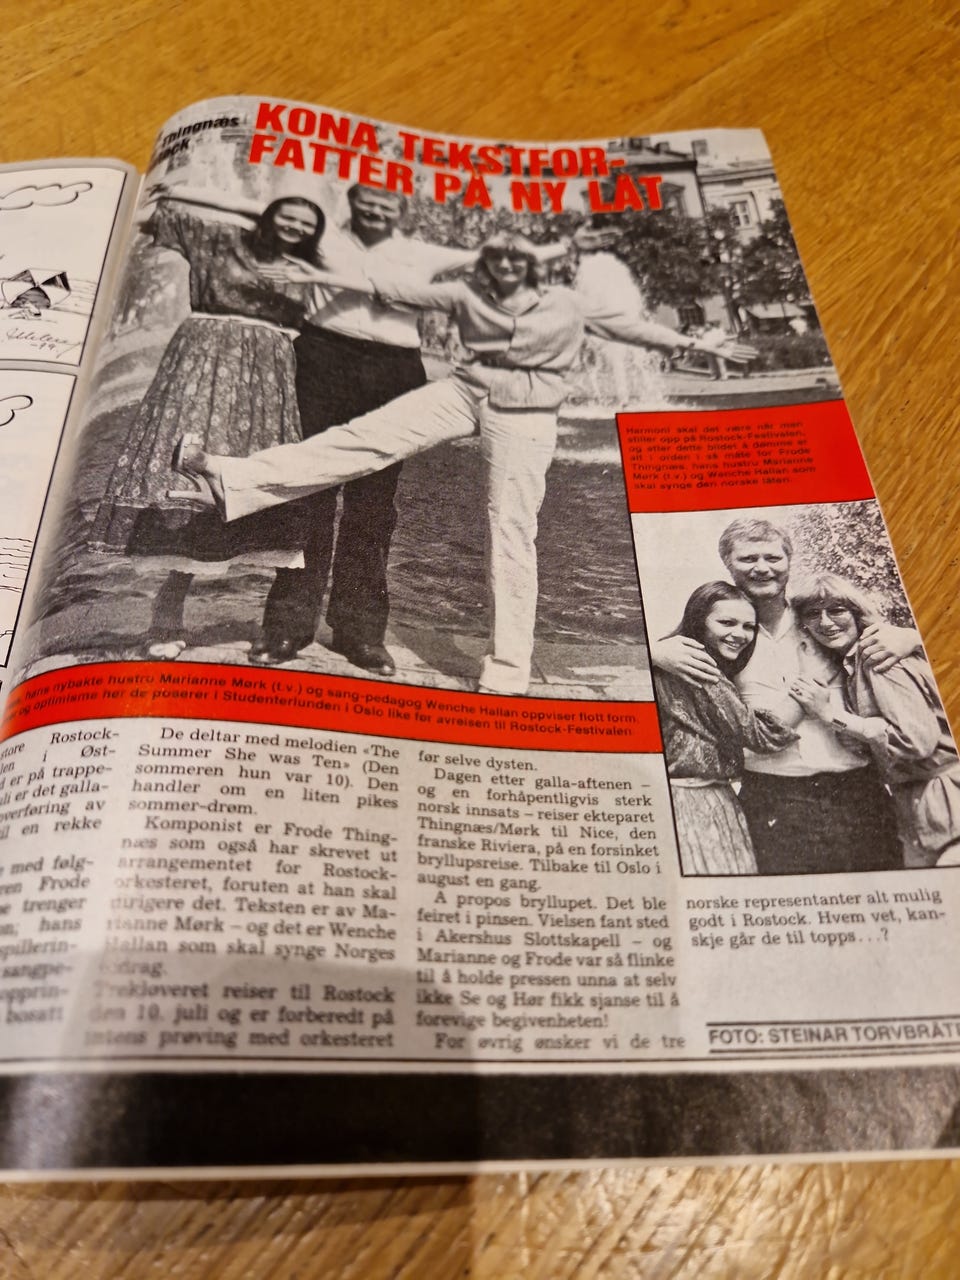 Thingnæs
KONA TEKSTFOR-
FATTER PÅ NY LÅT
-79
Harmoni skal det være når man
stiller opp på Rostock-Festivalen,
og etter dette bildet å dømme er
alt i orden i så måte for Frode
Thingnæs, hans hustru Marianne
Mørk (t.v.) og Wenche Hallan som
skal synge den norske låten.
hans nybakte hustru Marianne Mørk (t.v.) og sang-pedagog Wenche Hallan oppviser flott form.
og optimisme her de poserer i Studenterlunden i Oslo like før avreisen til Rostock-Festivalen
store Rostock-
i Øst-
er på trappe-
er det galla-
overføring av
en rekke
med følg-
Frode
trenger
hans
spillerin-
sangpe-
opprin-
bosatt
De deltar med melodien «The
Summer She was Ten» (Den
sommeren hun var 10). Den
handler om en liten pikes
sommer-drøm.
Komponist er Frode Thing-
næs som også har skrevet ut
arrangementet for Rostock-
orkesteret, foruten at han skal
dirigere det. Teksten er av Ma-
rianne Mørk – og det er Wenche
Hallan som skal synge Norges
bidrag.
Trekløveret reiser til Rostock
den 10. juli og er forberedt på
intens prøving med orkesteret
før selve dysten.
Dagen etter galla-aftenen –
og en forhåpentligvis sterk
norsk innsats – reiser ekteparet
Thingnæs/Mørk til Nice, den
franske Riviera, på en forsinket
bryllupsreise. Tilbake til Oslo i
august en gang.
A propos bryllupet. Det ble
feiret i pinsen. Vielsen fant sted
i Akershus Slottskapell – og
Marianne og Frode var så flinke
til å holde pressen unna at selv
ikke Se og Hør fikk sjanse til å
forevige begivenheten!
For øvrig ønsker vi de tre
norske representanter alt mulig
godt i Rostock. Hvem vet, kan-
skje går de til topps...?
FOTO: STEINAR TORVBRÅTE